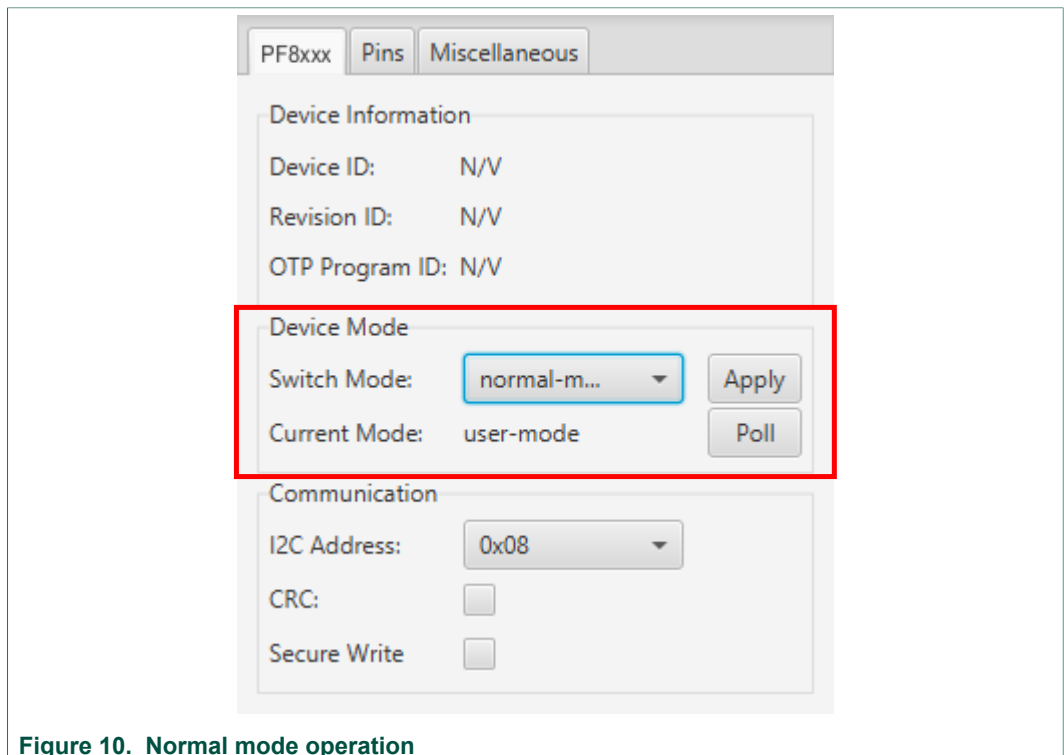 PF8xxx Pins Miscellaneous
Device Information
Device ID: N/V
Revision ID: N/V
OTP Program ID: N/V
Device Mode
Switch Mode: normal-m... Apply
Current Mode: user-mode Poll
Communication
I2C Address: 0x08
CRC:
Secure Write
Figure 10. Normal mode operation